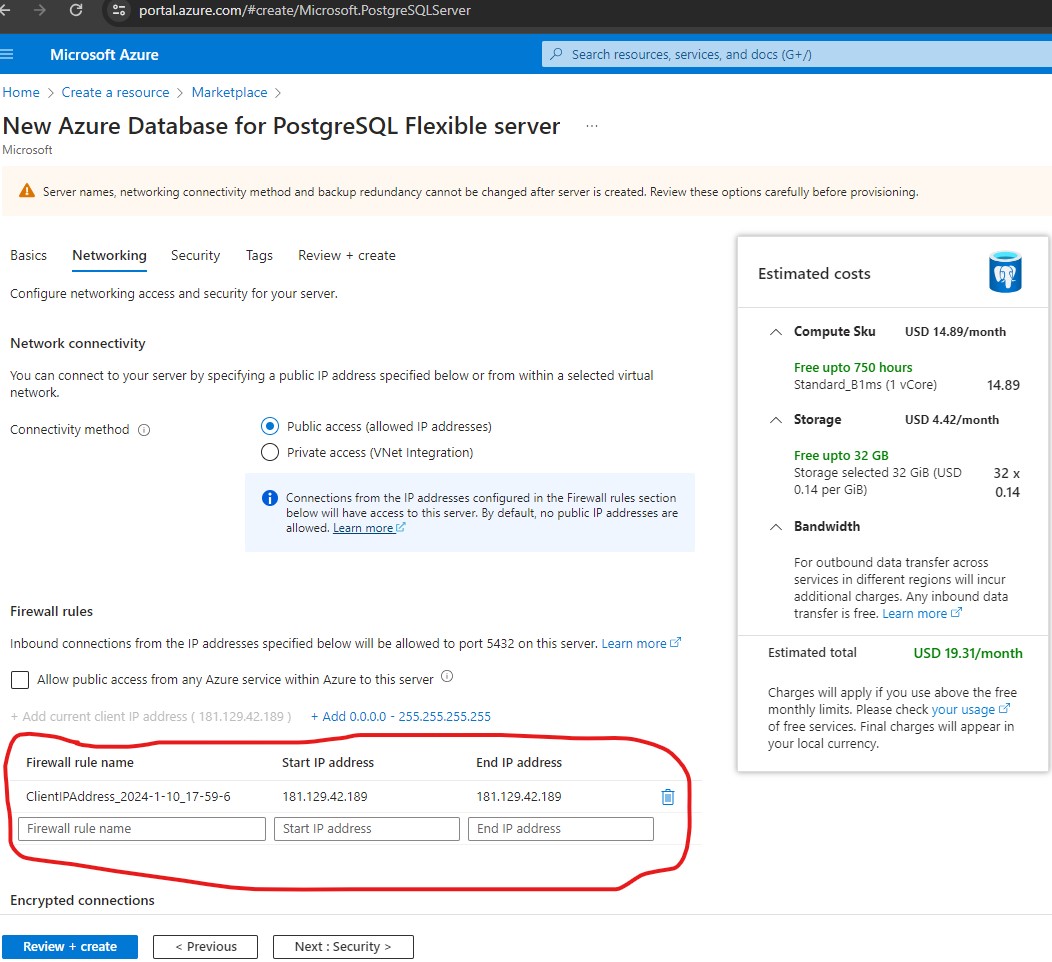 portal.azure.com/#create/Microsoft.PostgreSQLServer
Microsoft Azure
Search resources, services, and docs (G+/)
Home > Create a resource > Marketplace >
New Azure Database for PostgreSQL Flexible server ...
Microsoft
Server names, networking connectivity method and backup redundancy cannot be changed after server is created. Review these options carefully before provisioning.
Basics Networking Security Tags Review + create
Configure networking access and security for your server.
Network connectivity
You can connect to your server by specifying a public IP address specified below or from within a selected virtual
network.
Connectivity method
Public access (allowed IP addresses)
Private access (VNet Integration)
Connections from the IP addresses configured in the Firewall rules section
below will have access to this server. By default, no public IP addresses are
allowed. Learn more
Firewall rules
Inbound connections from the IP addresses specified below will be allowed to port 5432 on this server. Learn more
Allow public access from any Azure service within Azure to this server
+ Add current client IP address ( 181.129.42.189 ) + Add 0.0.0.0 - 255.255.255.255
Firewall rule name Start IP address End IP address
ClientIPAddress_2024-1-10_17-59-6 181.129.42.189 181.129.42.189
Firewall rule name Start IP address End IP address
Encrypted connections
Review + create < Previous Next : Security >
Estimated costs
Compute Sku USD 14.89/month
Free upto 750 hours
Standard_B1ms (1 vCore) 14.89
Storage USD 4.42/month
Free upto 32 GB
Storage selected 32 GiB (USD 32 x
0.14 per GiB) 0.14
Bandwidth
For outbound data transfer across
services in different regions will incur
additional charges. Any inbound data
transfer is free. Learn more
Estimated total USD 19.31/month
Charges will apply if you use above the free
monthly limits. Please check your usage
of free services. Final charges will appear in
your local currency.